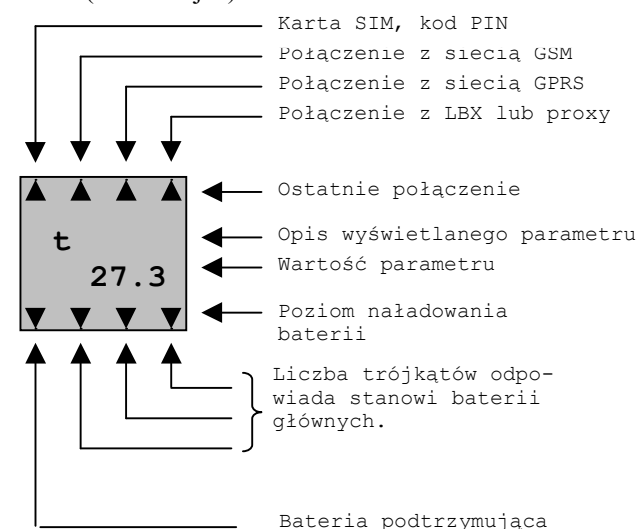 Karta SIM, kod PIN
Połączenie z siecią GSM
Połączenie z siecią GPRS
Połączenie z LBX lub proxy
Ostatnie połączenie
t
Opis wyświetlanego parametru
27.3
Wartość parametru
Poziom naładowania
baterii
Liczba trójkątów odpo-
wiada stanowi baterii
głównych.
Bateria podtrzymująca